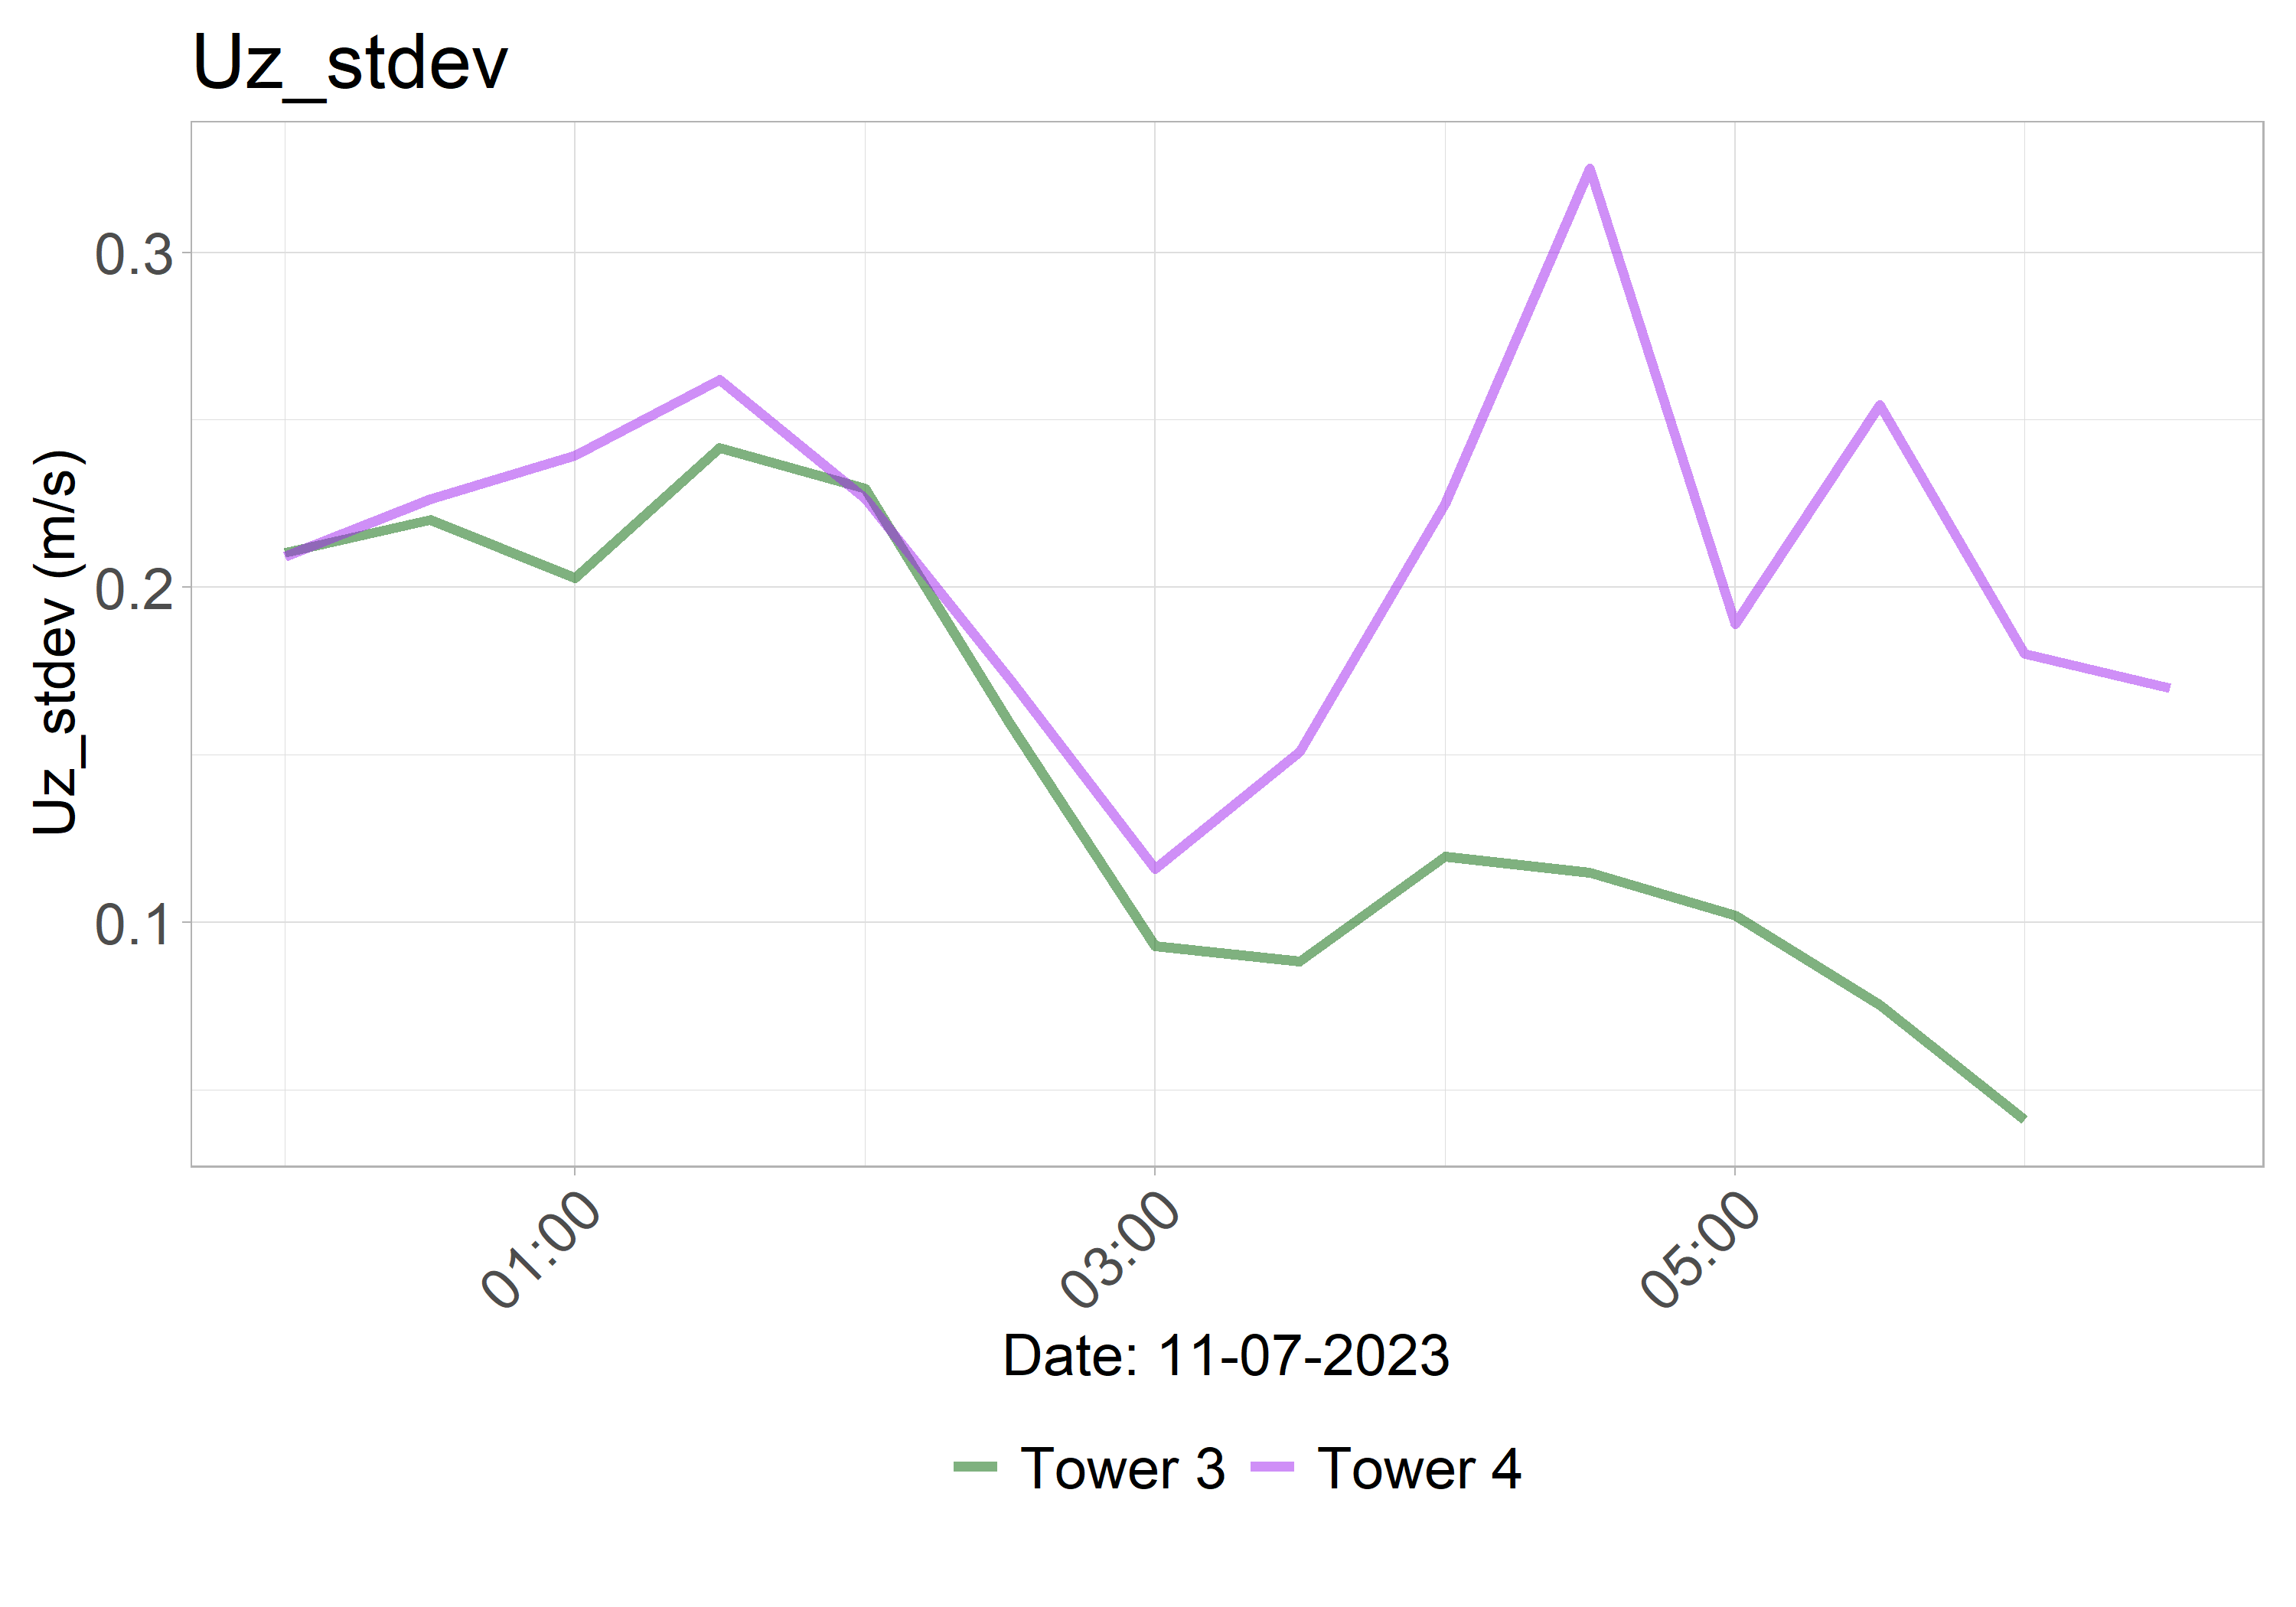 Uz_stdev
Uz_stdev (m/s)
0.3
0.2
0.1
01:00
03:00
05:00
Date: 11-07-2023
Tower 3
Tower 4